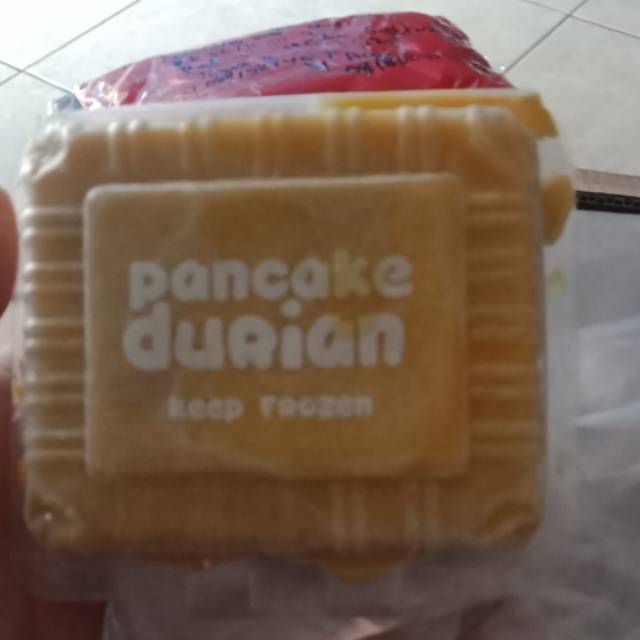 pancake
durian
keep frozen